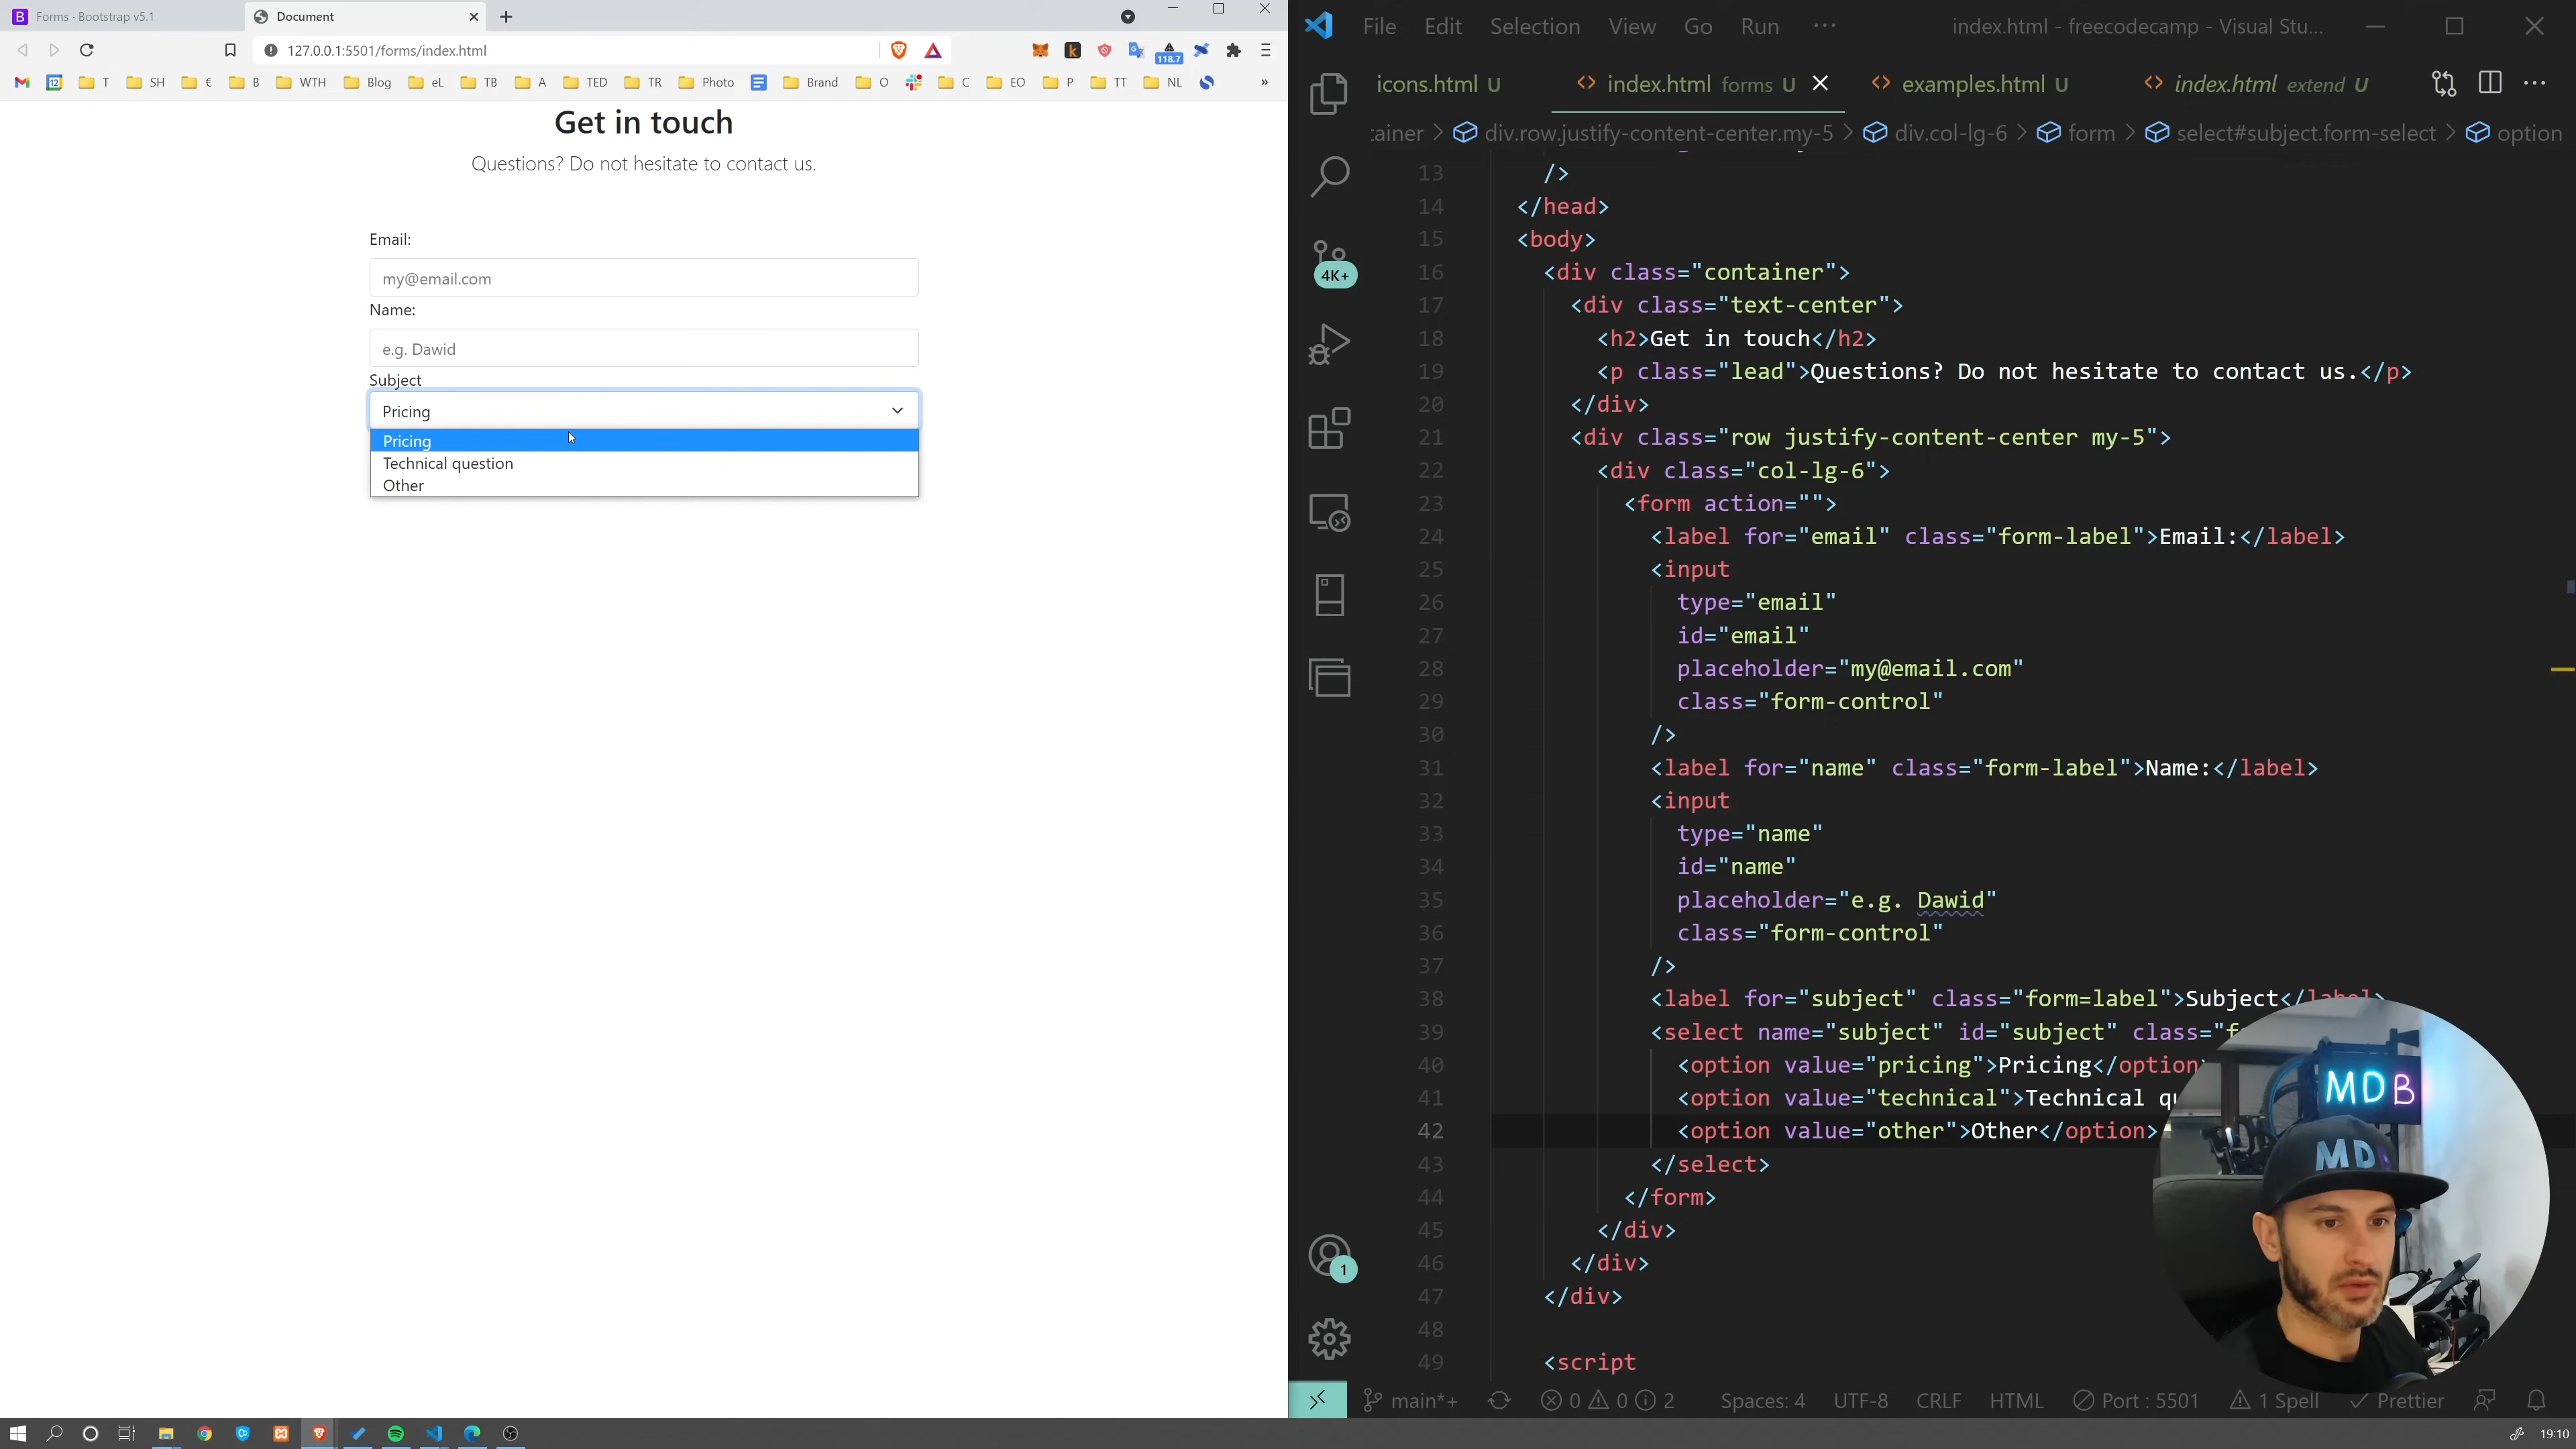 Forms · Bootstrap v5.1
Document
127.0.0.1:5501/forms/index.html
118.7
12
T
SH
€
B
WTH
Blog
eL
TB
A
TED
TR
Photo
Brand
O
C
EO
P
TT
NL
»
Get in touch
Questions? Do not hesitate to contact us.
Email:
my@email.com
Name:
e.g. Dawid
Subject
Pricing
Pricing
Technical question
Other
File Edit Selection View Go Run ··· index.html - freecodecamp - Visual Stu...
icons.html U
index.html forms U
examples.html U
index.html extend U
tainer > div.row.justify-content-center.my-5 > div.col-lg-6 > form > select#subject.form-select > option
4K+
13 />
14 </head>
15 <body>
16 <div class="container">
17 <div class="text-center">
18 <h2>Get in touch</h2>
19 <p class="lead">Questions? Do not hesitate to contact us.</p>
20 </div>
21 <div class="row justify-content-center my-5">
22 <div class="col-lg-6">
23 <form action="">
24 <label for="email" class="form-label">Email:</label>
25 <input
26 type="email"
27 id="email"
28 placeholder="my@email.com"
29 class="form-control"
30 />
31 <label for="name" class="form-label">Name:</label>
32 <input
33 type="name"
34 id="name"
35 placeholder="e.g. Dawid"
36 class="form-control"
37 />
38 <label for="subject" class="form=label">Subject</label>
39 <select name="subject" id="subject" class="f
40 <option value="pricing">Pricing</option>
41 <option value="technical">Technical qu
42 <option value="other">Other</option>
43 </select>
44 </form>
45 </div>
46 </div>
47 </div>
48
49 <script
MDB
MD
1
main*+ 0 0 2 Spaces: 4 UTF-8 CRLF HTML Port : 5501 1 Spell Prettier
19:10